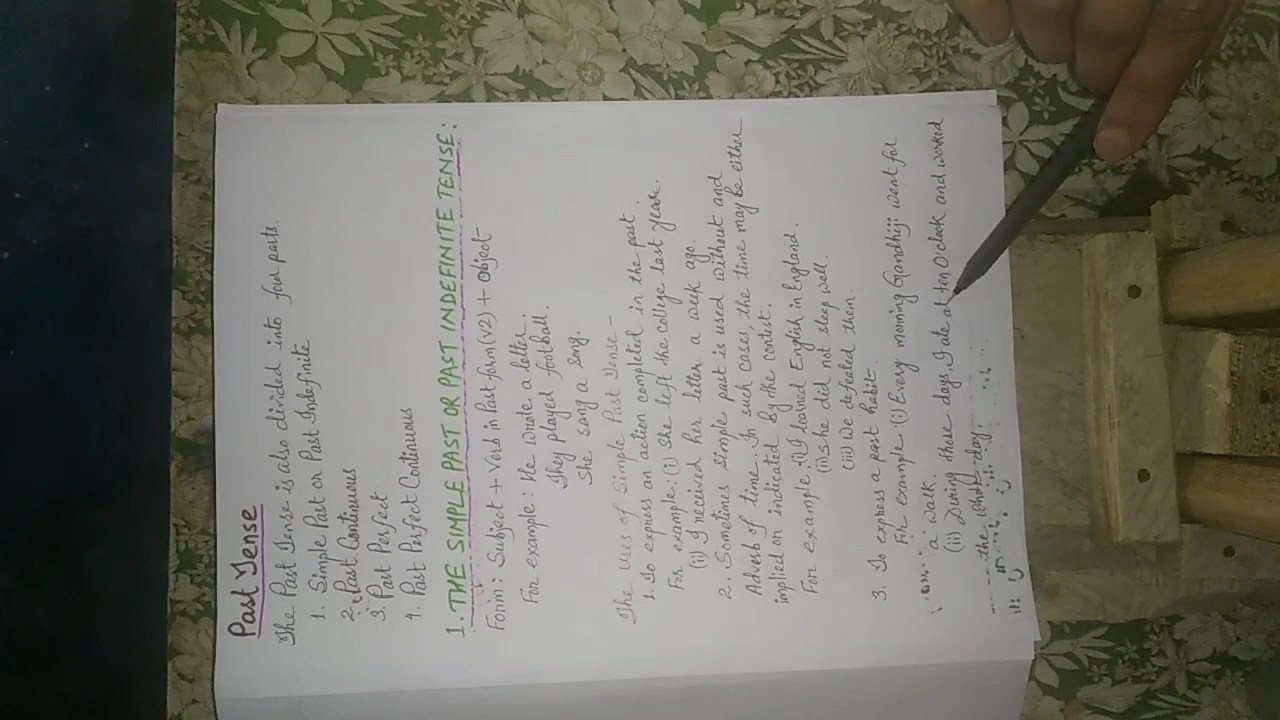 Past Tense
The Past Tense is also divided into four parts.
1. Simple Past or Past Indefinite
2. Past Continuous
3. Past Perfect
4. Past Perfect Continuous
1. THE SIMPLE PAST OR PAST INDEFINITE TENSE:
Form: Subject + Verb in Past form (V2) + Object
For example: He wrote a letter.
They played football.
She sang a song.
The Uses of Simple Past Tense -
1. To express an action completed in the past.
For example: (i) She left the college last year.
(ii) I received her letter a week ago.
2. Sometimes simple past is used without and
Adverb of time. In such cases, the time may be either
implied or indicated by the contest.
For example: (i) I learned English in England.
(ii) she did not sleep well.
(iii) We defeated them.
3. To express a past habit-
For example: (i) Every morning Gandhiji went for
a walk
(ii) During those days, I ate at ten O'clock and worked
the whole day.